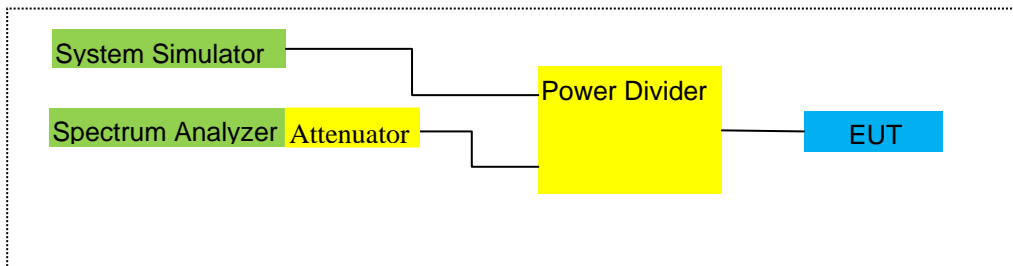 System Simulator
Power Divider
Spectrum Analyzer Attenuator
EUT